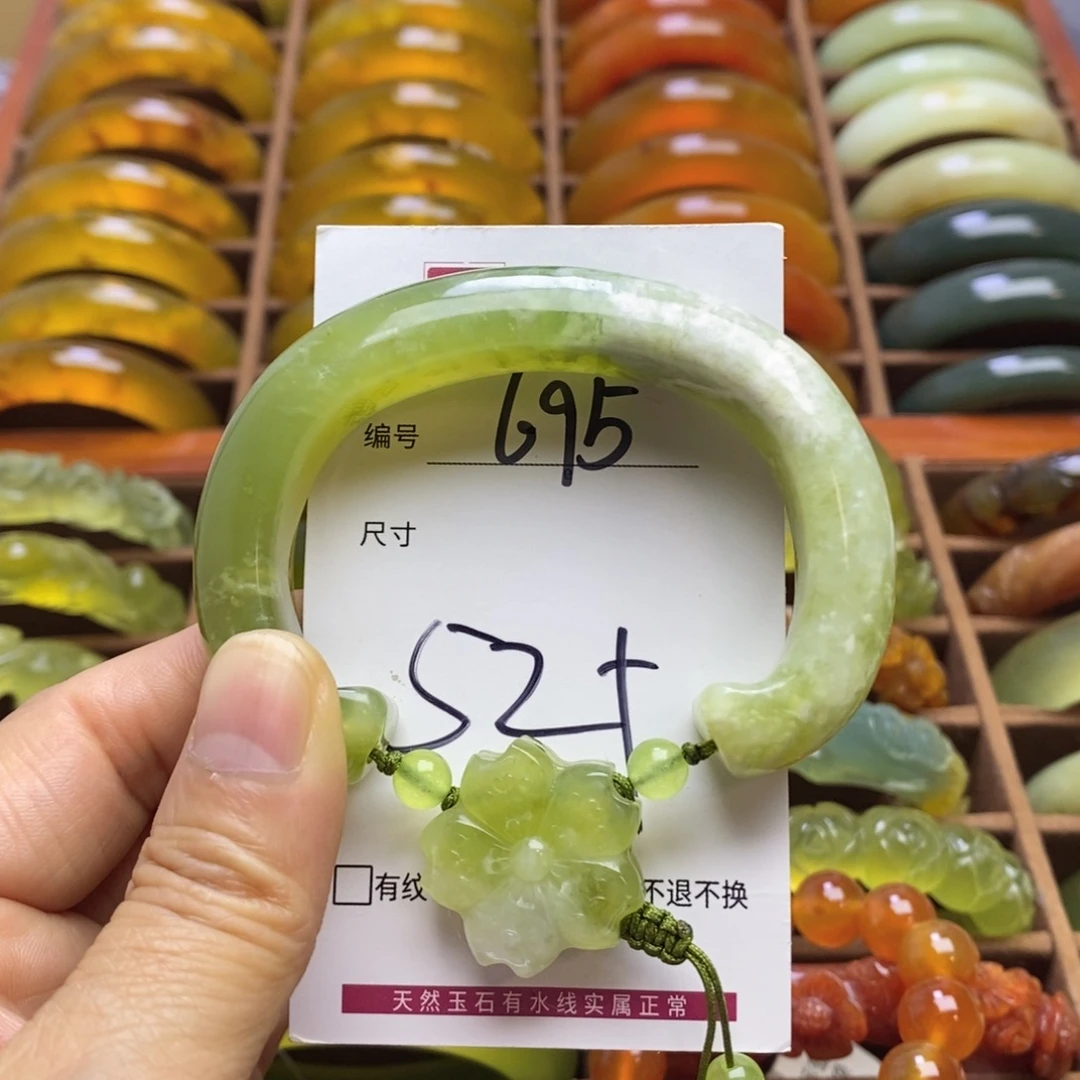 编号 695
尺寸
52+
有纹
不退不换
天然玉石有水线实属正常